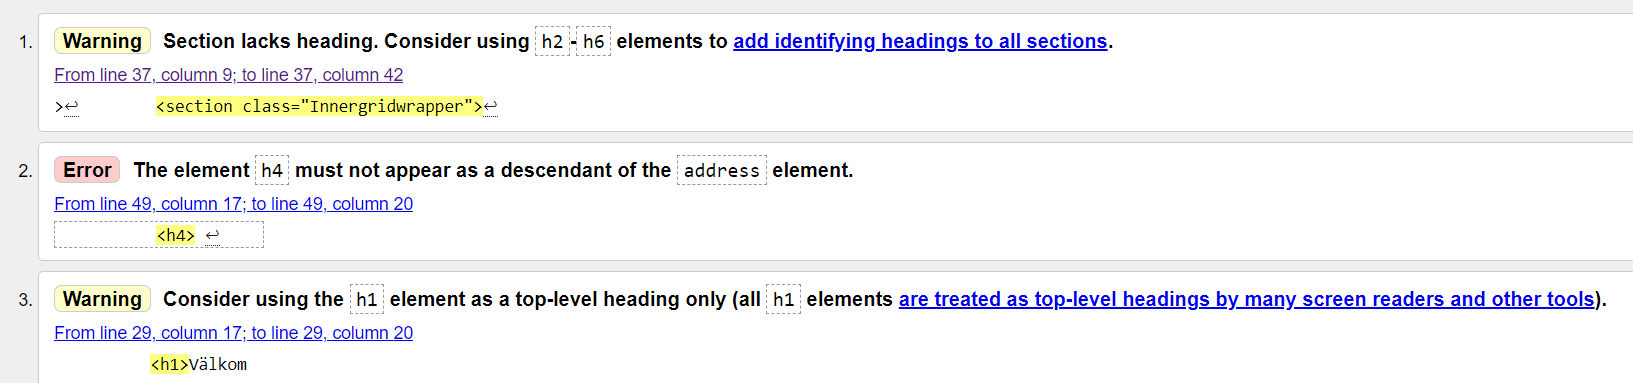 1. Warning Section lacks heading. Consider using h2-h6 elements to add identifying headings to all sections.
From line 37, column 9; to line 37, column 42
>↩ <section class="Innergridwrapper">↩
2. Error The element h4 must not appear as a descendant of the address element.
From line 49, column 17; to line 49, column 20
<h4> ↩
3. Warning Consider using the h1 element as a top-level heading only (all h1 elements are treated as top-level headings by many screen readers and other tools).
From line 29, column 17; to line 29, column 20
<h1>Välkom